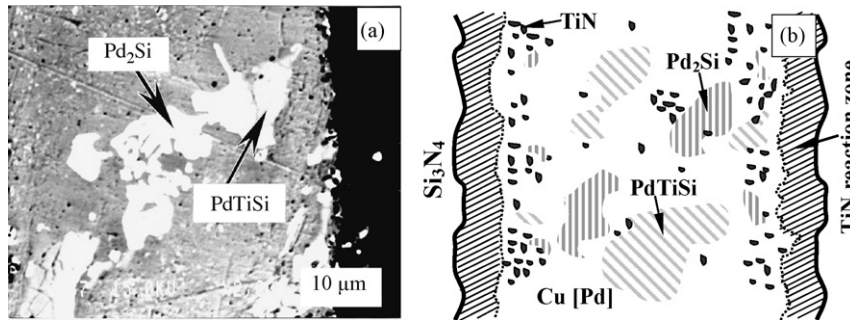 (a)
Pd₂Si
PdTiSi
10 μm
TiN
(b)
Pd₂Si
Si₃N₄
PdTiSi
TiN reaction zone
Cu [Pd]